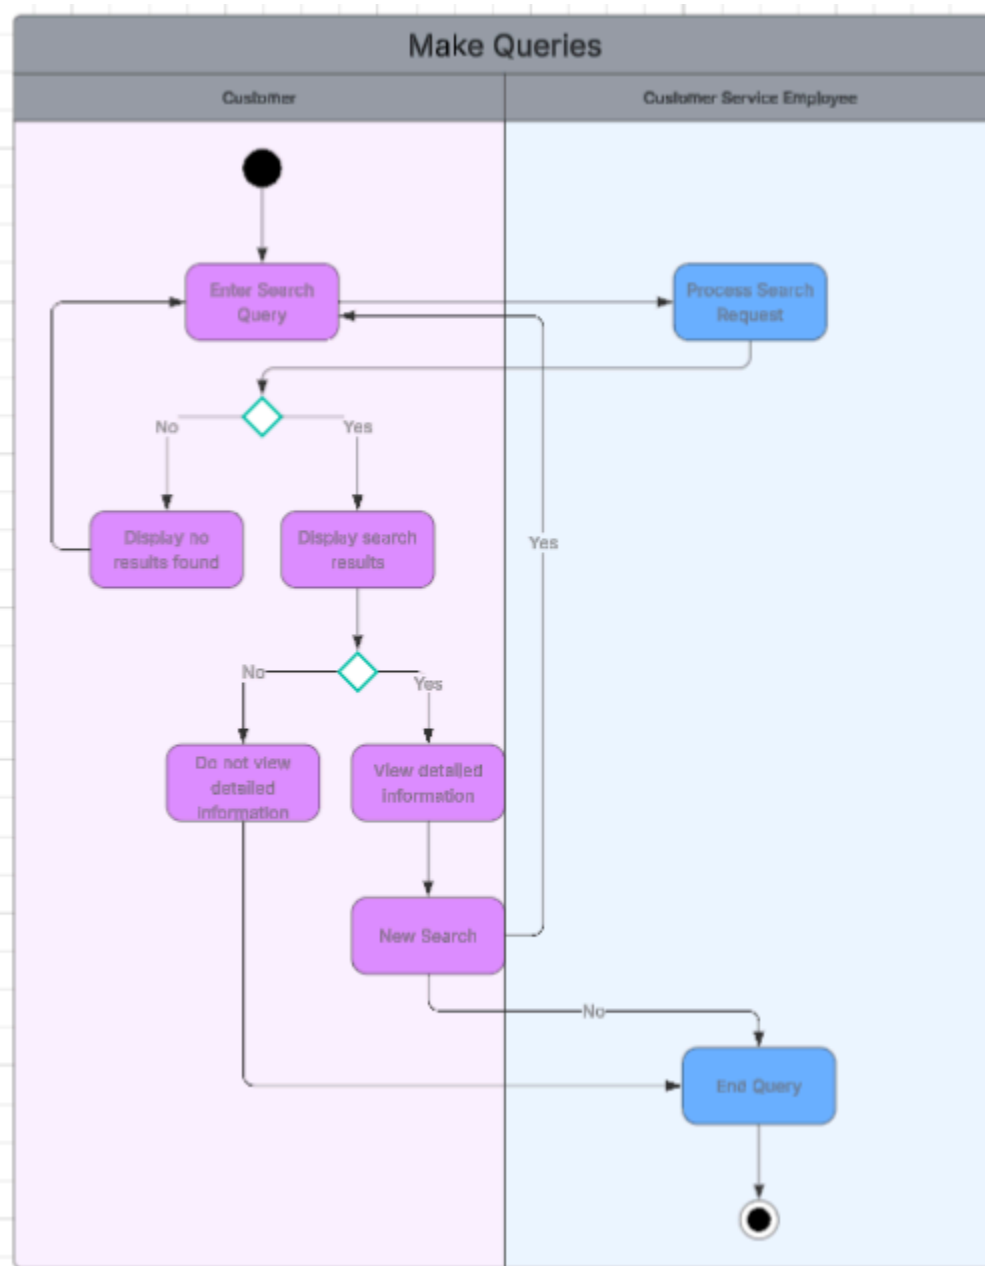 Make Queries
Customer
Customer Service Employee
Enter Search
Query
Process Search
Request
No
Yes
Display no
results found
Display search
results
Yes
No
Yes
Do not view
detailed
information
View detailed
information
New Search
No
End Query